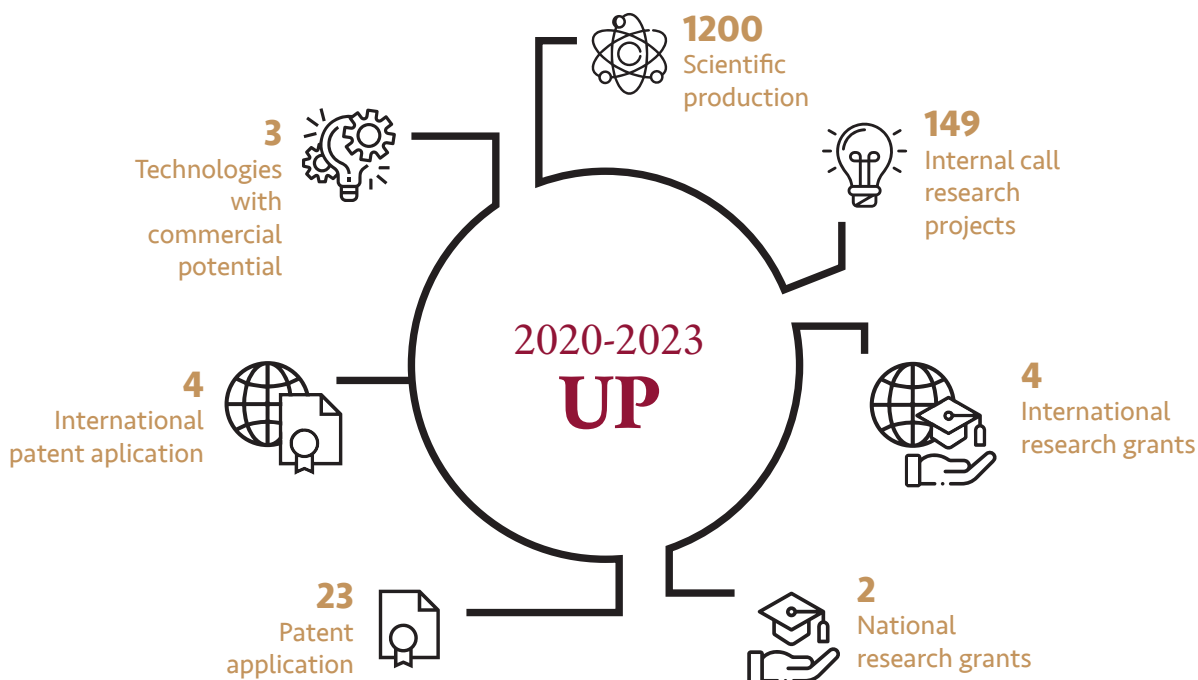 1200
Scientific
production
149
Internal call
research
projects
4
International
research grants
2
National
research grants
23
Patent
application
4
International
patent aplication
3
Technologies
with
commercial
potential
2020-2023
UP